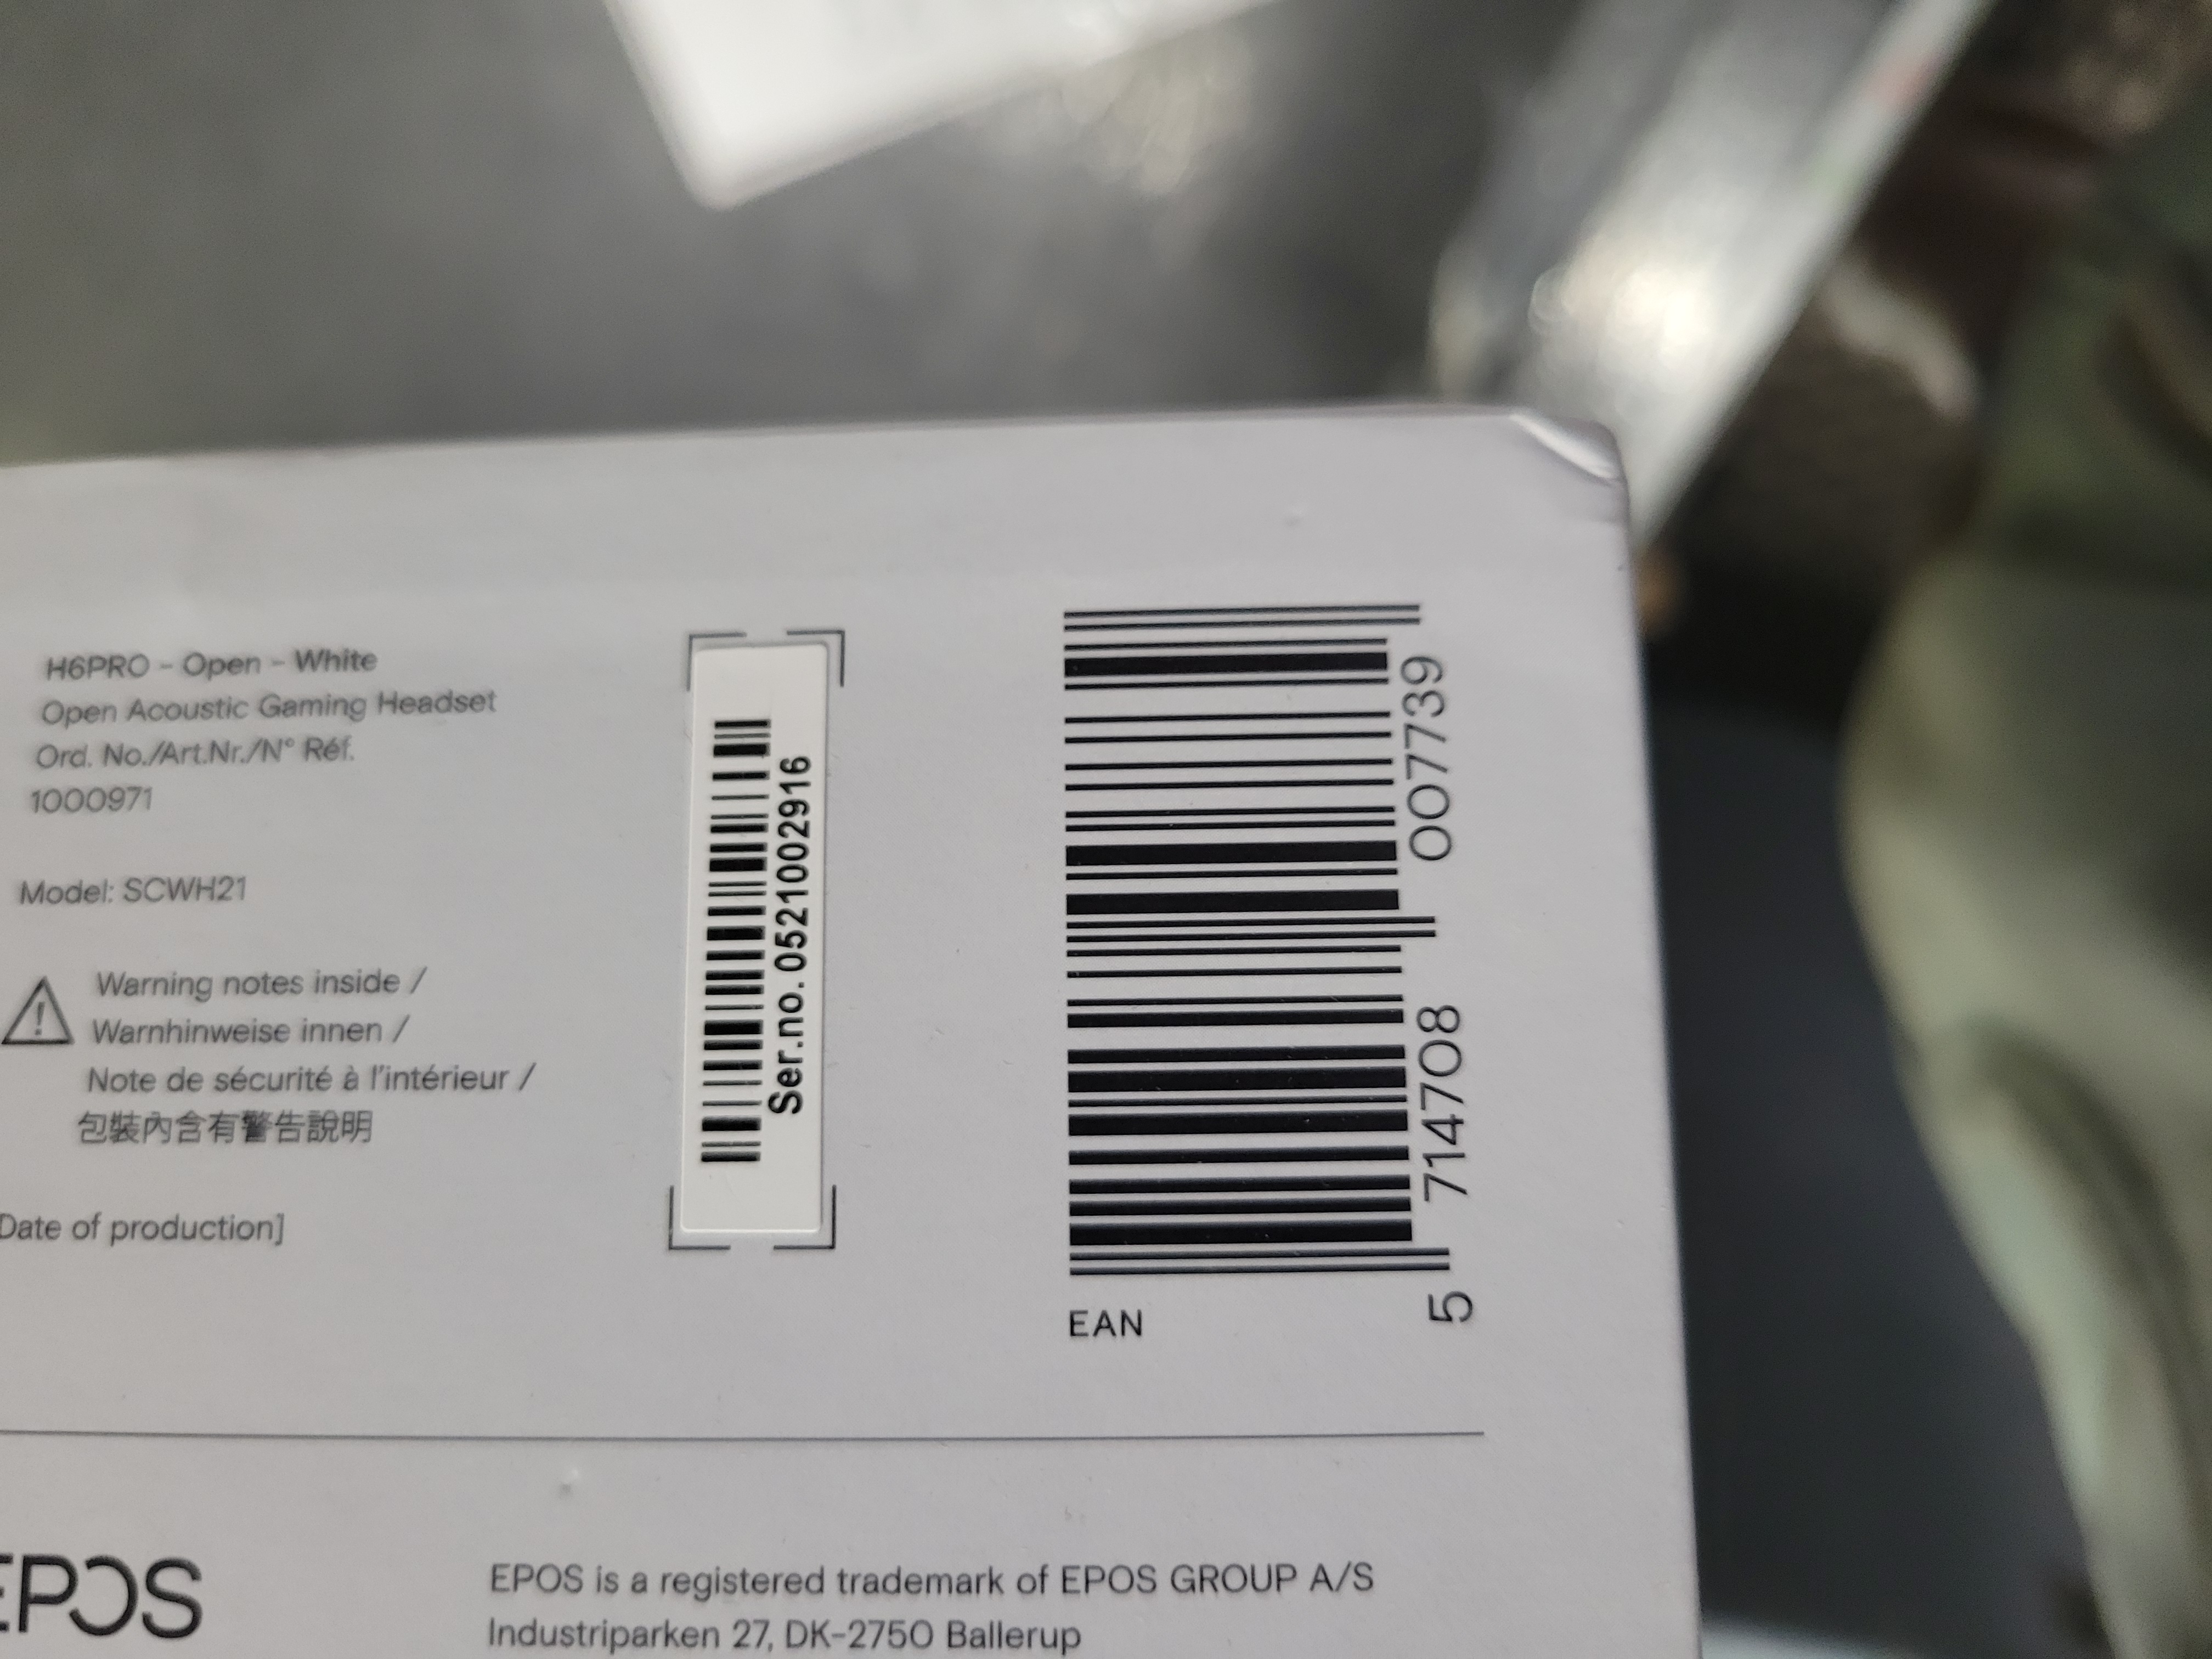 H6PRO - Open - White
Open Acoustic Gaming Headset
Ord. No./Art.Nr./N° Réf.
1000971
Model: SCWH21
Warning notes inside /
Warnhinweise innen /
Note de sécurité à l'intérieur /
包裝內含有警告說明
Date of production]
Ser.no. 0521002916
5 714708 007739
EAN
EPOS
EPOS is a registered trademark of EPOS GROUP A/S
Industriparken 27, DK-2750 Ballerup